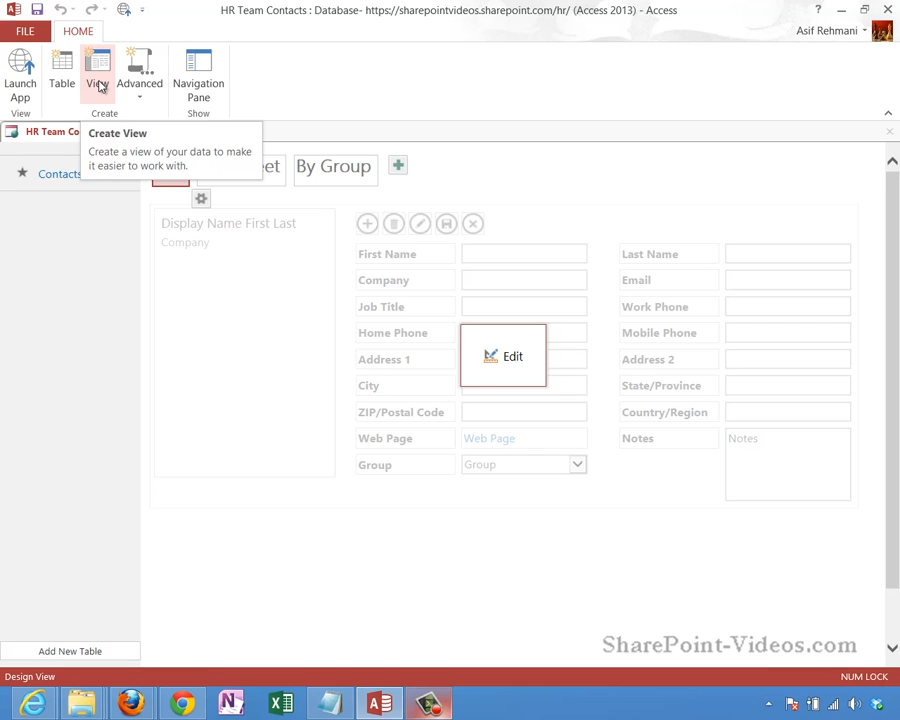 HR Team Contacts : Database- https://sharepointvideos.sharepoint.com/hr/ (Access 2013) - Access
?
FILE
HOME
Asif Rehmani
Launch App
Table
View
Advanced
Navigation Pane
View
Create
Show
HR Team Co
Create View
Create a view of your data to make
it easier to work with.
Contacts
eet
By Group
Display Name First Last
Company
First Name
Last Name
Company
Email
Job Title
Work Phone
Home Phone
Mobile Phone
Address 1
Address 2
Edit
City
State/Province
ZIP/Postal Code
Country/Region
Web Page
Web Page
Notes
Notes
Group
Group
Add New Table
SharePoint-Videos.com
Design View
NUM LOCK